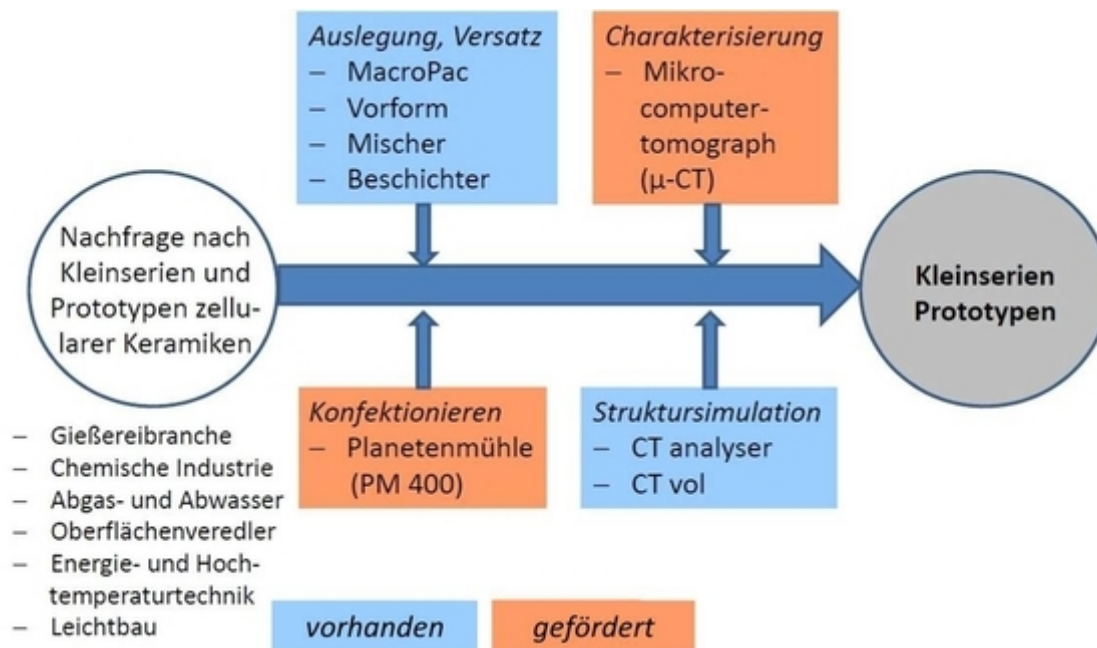 Auslegung, Versatz
– MacroPac
– Vorform
– Mischer
– Beschichter
Charakterisierung
– Mikro-
computer-
tomograph
(µ-CT)
Nachfrage nach
Kleinserien und
Prototypen zellu-
larer Keramiken
Kleinserien
Prototypen
Konfektionieren
– Planetenmühle
(PM 400)
Struktursimulation
– CT analyser
– CT vol
– Gießereibranche
– Chemische Industrie
– Abgas- und Abwasser
– Oberflächenveredler
– Energie- und Hoch-
temperaturtechnik
– Leichtbau
vorhanden
gefördert